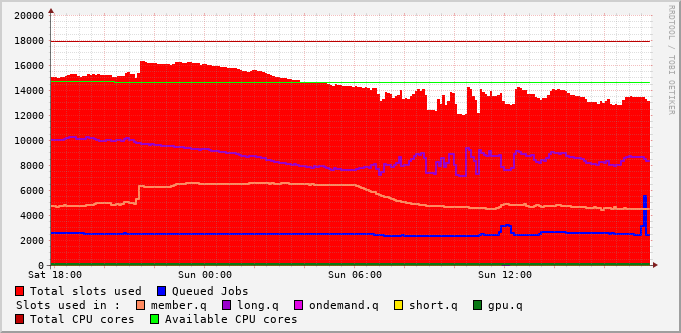 20000
18000
16000
14000
12000
10000
8000
6000
4000
2000
0
Sat 18:00 Sun 00:00 Sun 06:00 Sun 12:00
Total slots used Queued Jobs
Slots used in : member.q long.q ondemand.q short.q gpu.q
Total CPU cores Available CPU cores
RRDTOOL / TOBI OETIKER